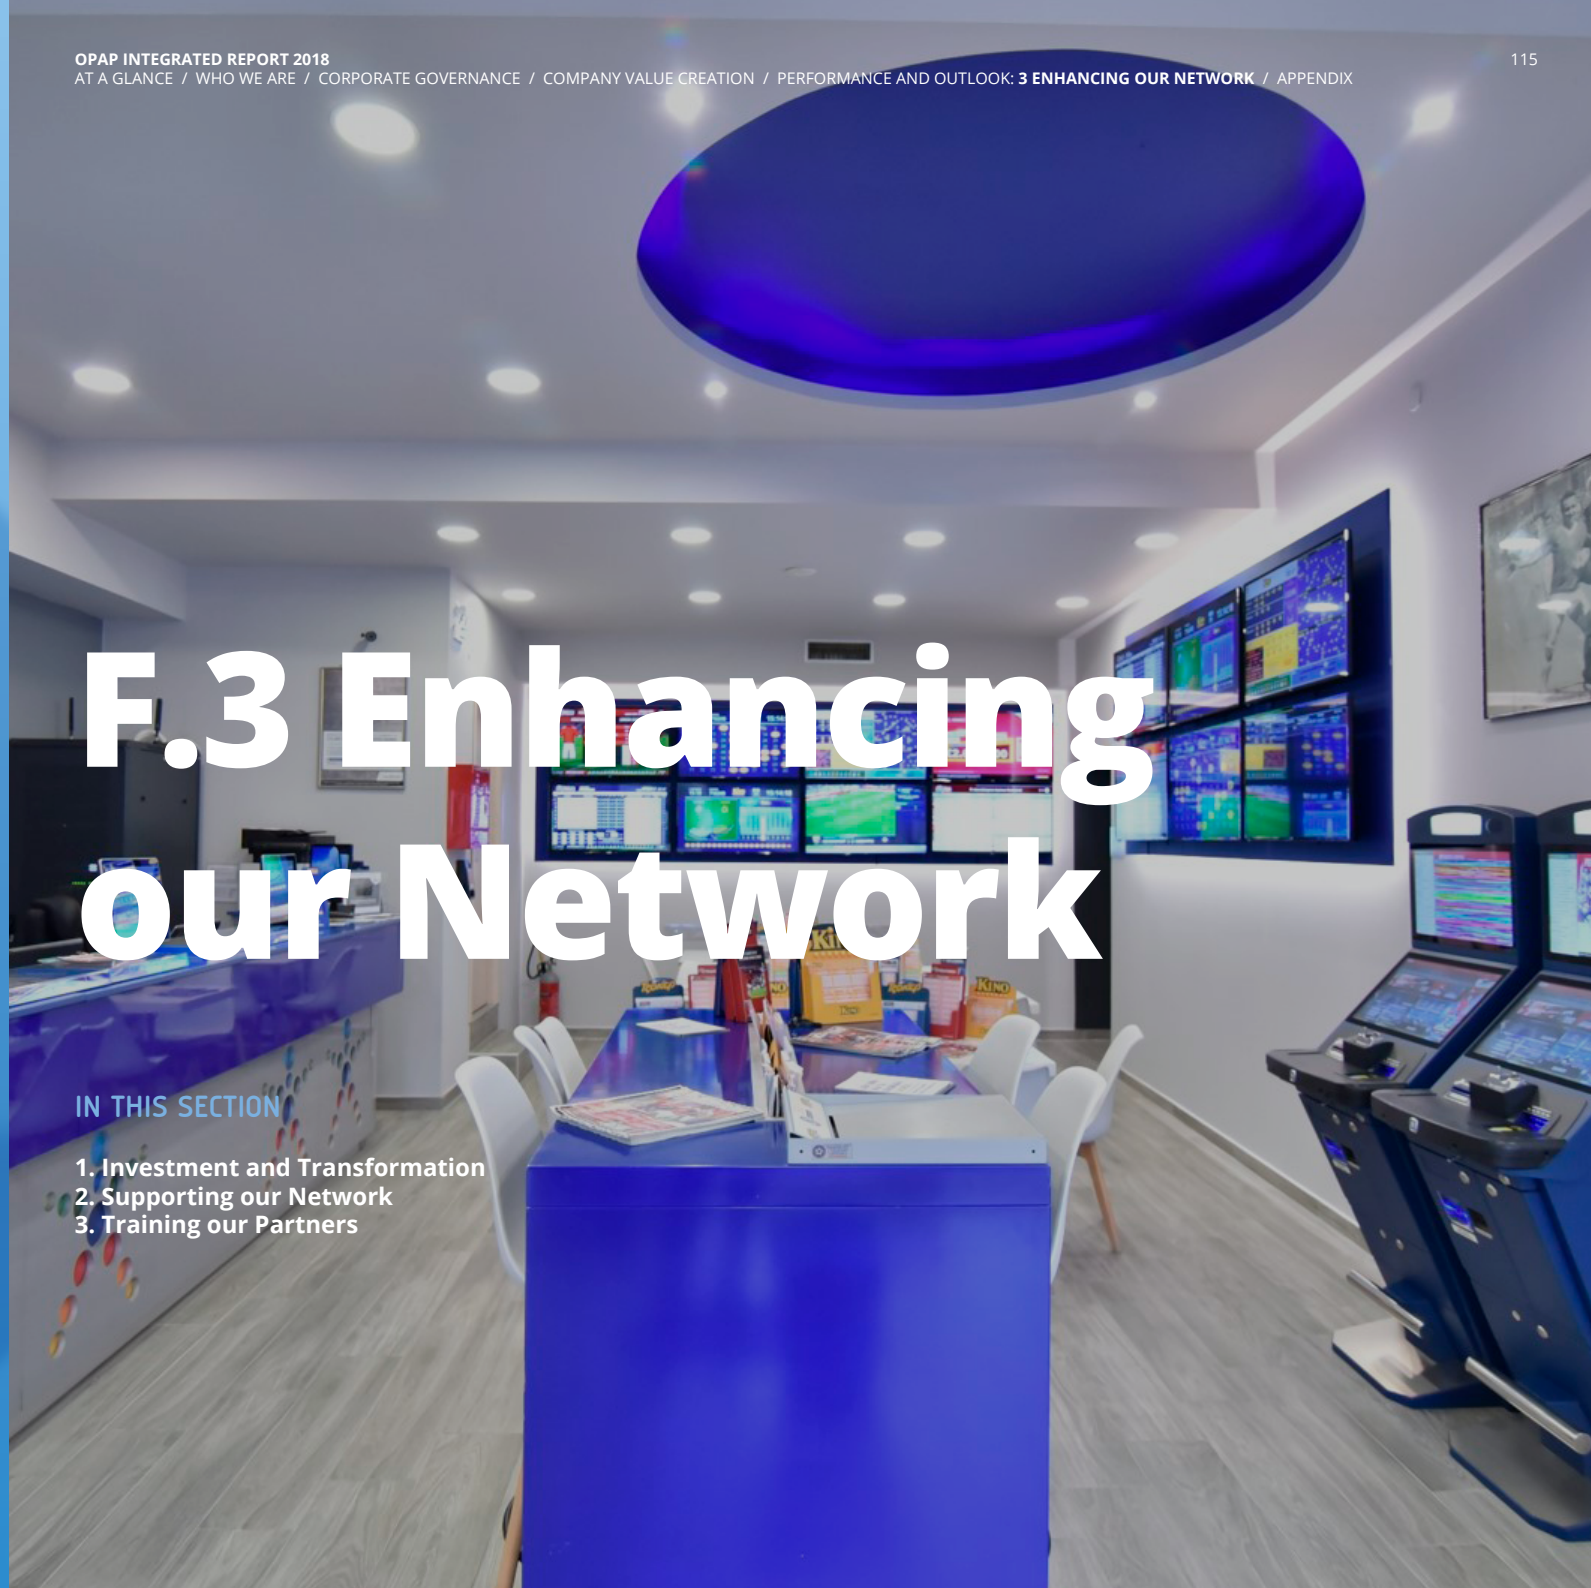 OPAP INTEGRATED REPORT 2018
115
AT A GLANCE / WHO WE ARE / CORPORATE GOVERNANCE / COMPANY VALUE CREATION / PERFORMANCE AND OUTLOOK: 3 ENHANCING OUR NETWORK / APPENDIX
F.3 Enhancing
our Network
KINO
KINO
IN THIS SECTION
1. Investment and Transformation
2. Supporting our Network
3. Training our Partners